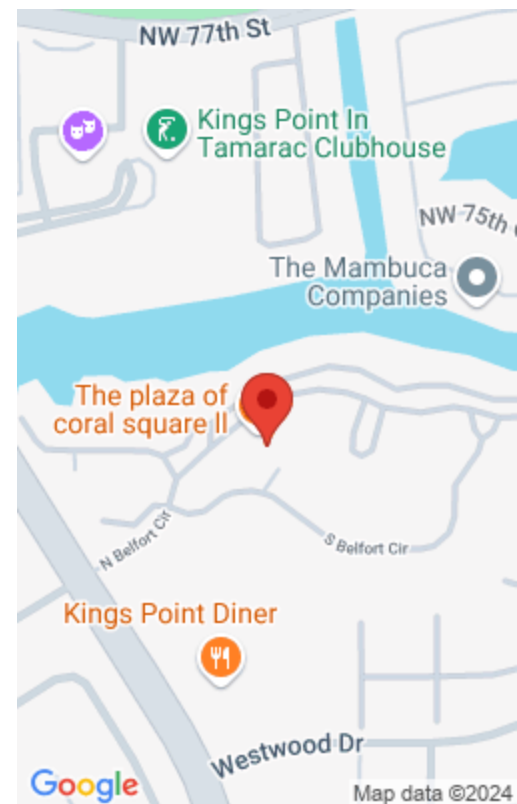 NW 77th St
Kings Point In
Tamarac Clubhouse
NW 75th
The Mambuca
Companies
The plaza of
coral square ll
N Belfort Cir
S Belfort Cir
Kings Point Diner
Westwood Dr
Google
Map data ©2024